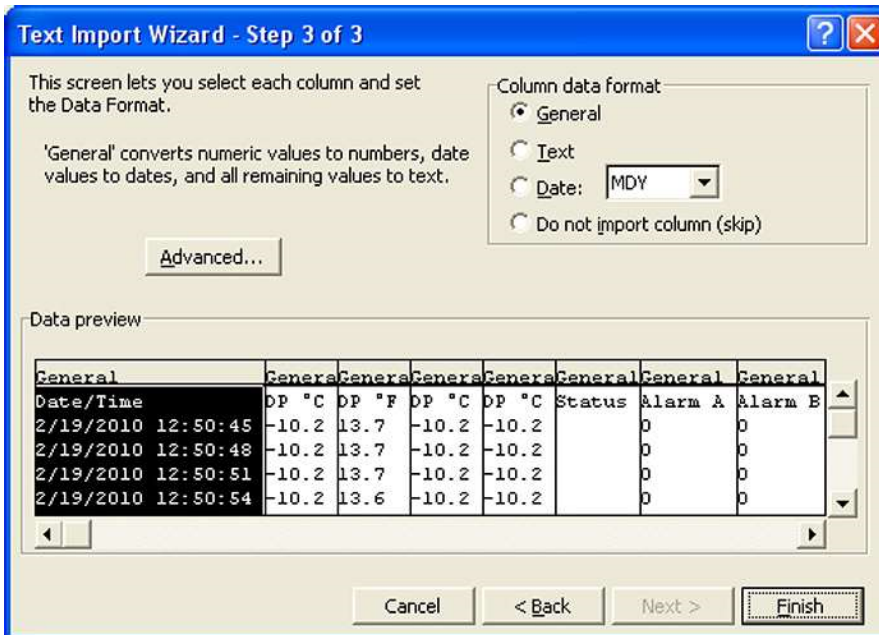 Text Import Wizard - Step 3 of 3
This screen lets you select each column and set
the Data Format.
'General' converts numeric values to numbers, date
values to dates, and all remaining values to text.
Advanced...
Column data format
General
Text
Date: MDY
Do not import column (skip)
Data preview
General GeneraGeneraGeneraGeneraGeneralGeneral General
Date/Time DP °C DP °F DP °C DP °C Status Alarm A Alarm B
2/19/2010 12:50:45 -10.2 13.7 -10.2 -10.2 0 0
2/19/2010 12:50:48 -10.2 13.7 -10.2 -10.2 0 0
2/19/2010 12:50:51 -10.2 13.7 -10.2 -10.2 0 0
2/19/2010 12:50:54 -10.2 13.6 -10.2 -10.2 0 0
Cancel < Back Next > Finish